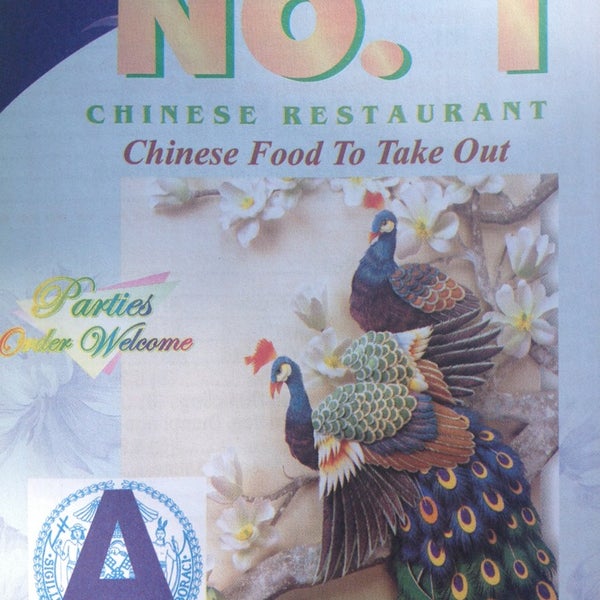 NO. 1
CHINESE RESTAURANT
Chinese Food To Take Out
Parties
Order Welcome
A